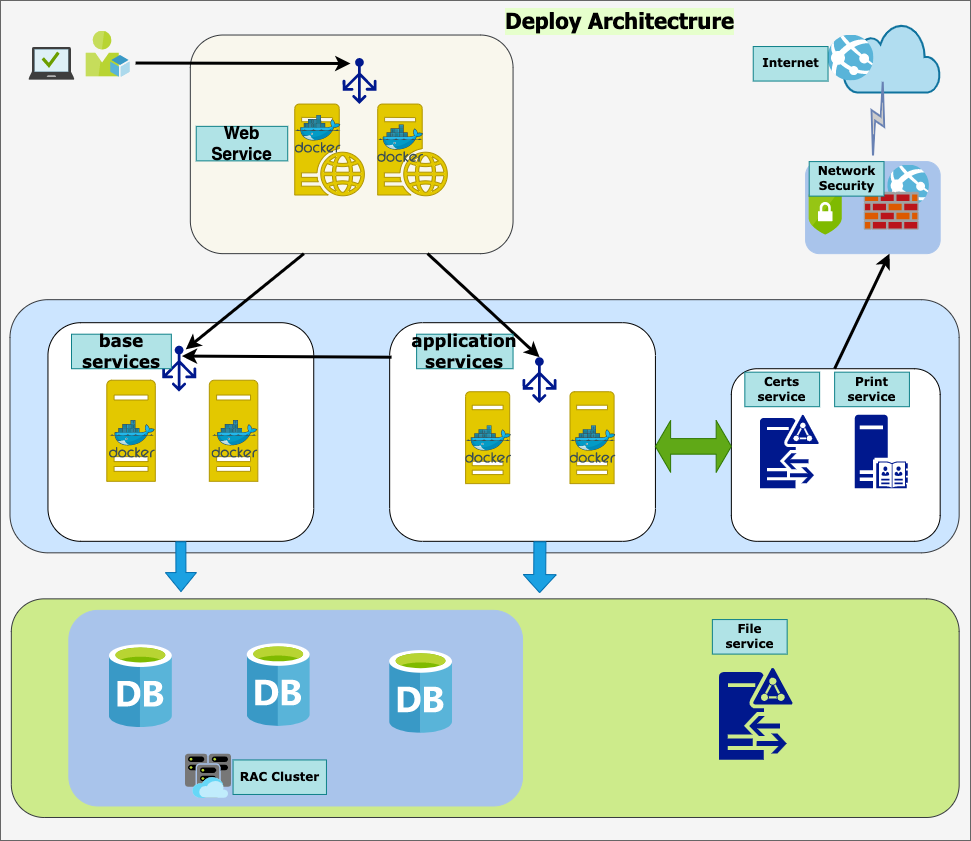 Deploy Architectrure
Internet
Web
Service
docker
docker
Network
Security
base
services
application
services
Certs
service
Print
service
docker
docker
docker
docker
File
service
DB
DB
DB
RAC Cluster